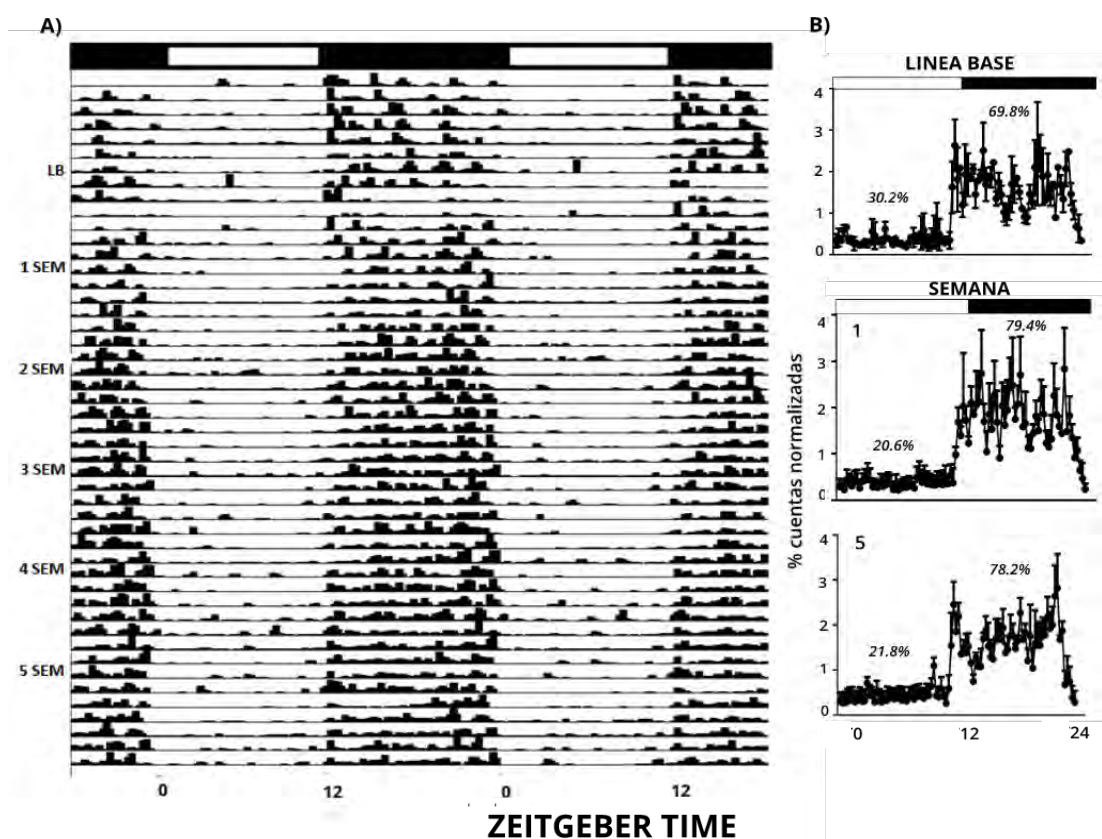 A)
LB
1 SEM
2 SEM
3 SEM
4 SEM
5 SEM
0 12 0 12
ZEITGEBER TIME
B)
LINEA BASE
4
3
2
1
0
30.2%
69.8%
SEMANA
1
4
3
2
1
0
20.6%
79.4%
% cuentas normalizadas
5
4
3
2
1
0
21.8%
78.2%
0 12 24